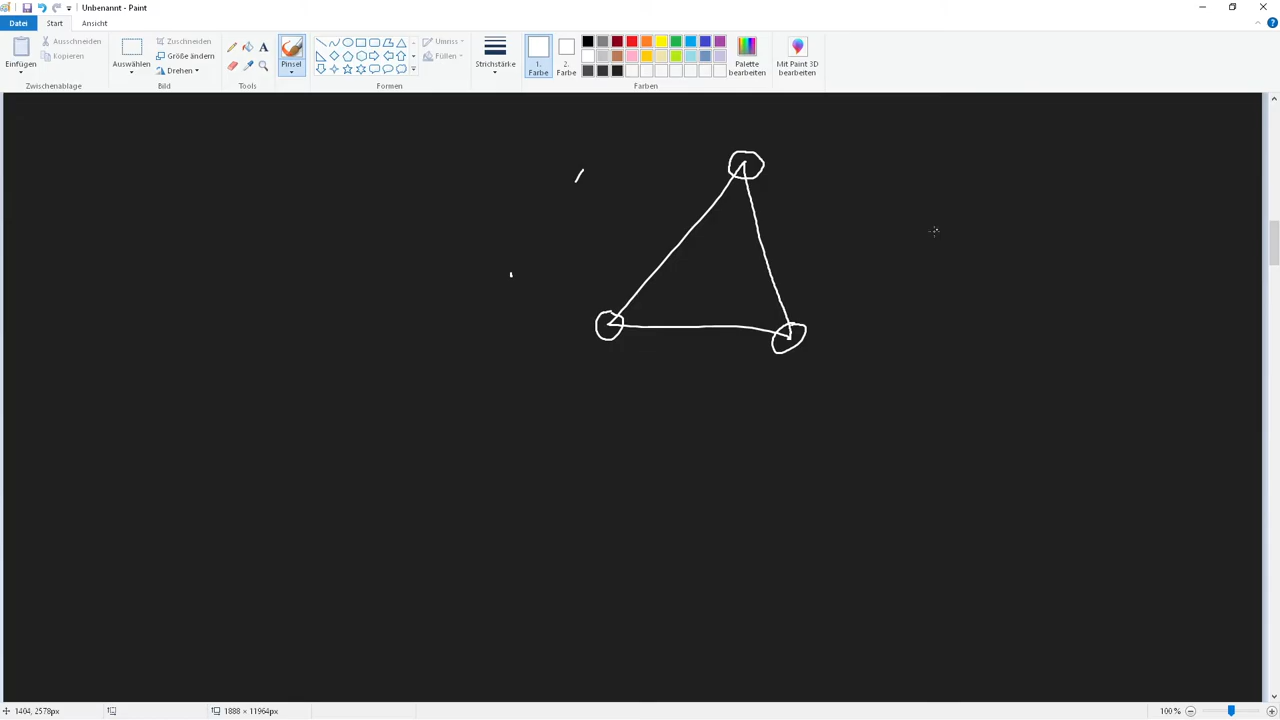 Unbenannt - Paint
Datei Start Ansicht
Einfügen
Ausschneiden
Kopieren
Zwischenablage
Auswählen
Zuschneiden
Größe ändern
Drehen
Bild
A
Tools
Pinsel
Umriss
Füllen
Formen
Strichstärke
1.
Farbe
2.
Farbe
Farben
Palette
bearbeiten
Mit Paint 3D
bearbeiten
1404, 2578px
1888 × 11964px
100 %